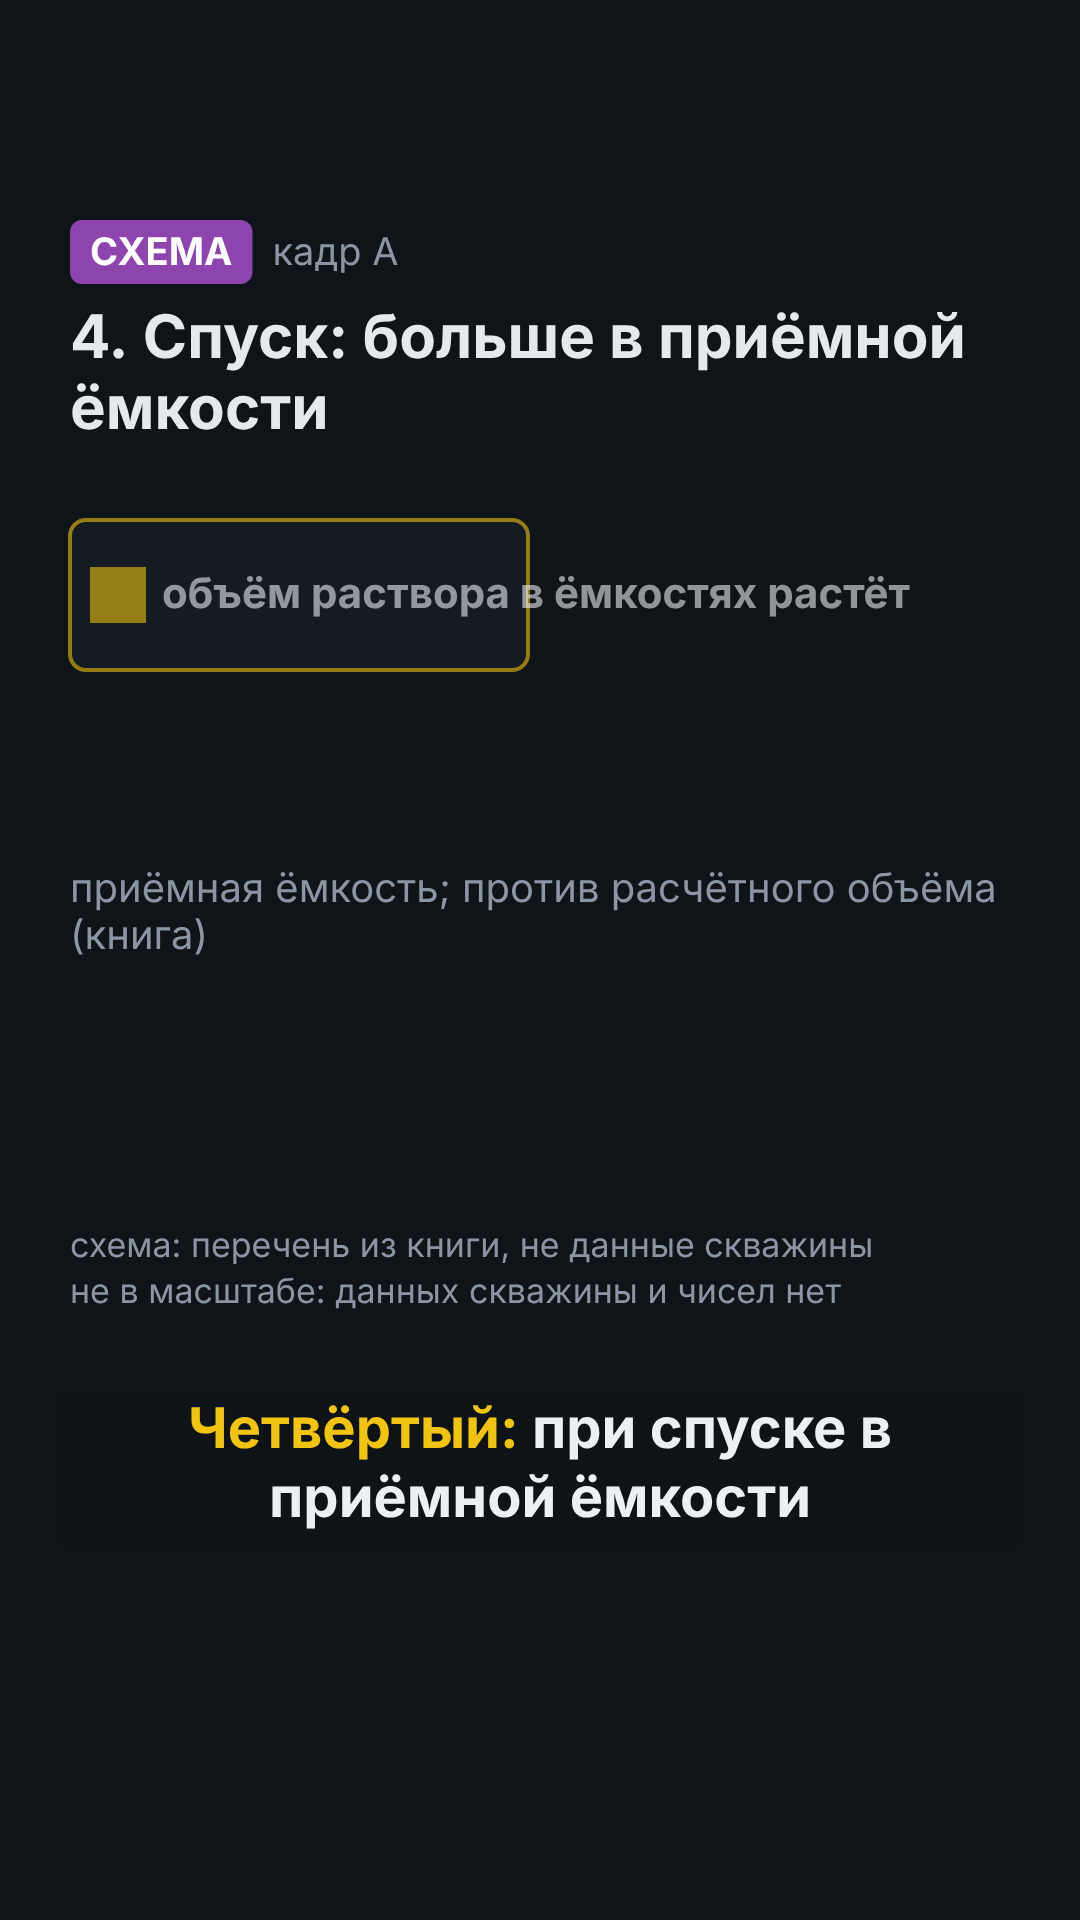 СХЕМА кадр А
4. Спуск: больше в приёмной
ёмкости
объём раствора в ёмкостях растёт
приёмная ёмкость; против расчётного объёма
(книга)
схема: перечень из книги, не данные скважины
не в масштабе: данных скважины и чисел нет
Четвёртый: при спуске в
приёмной ёмкости